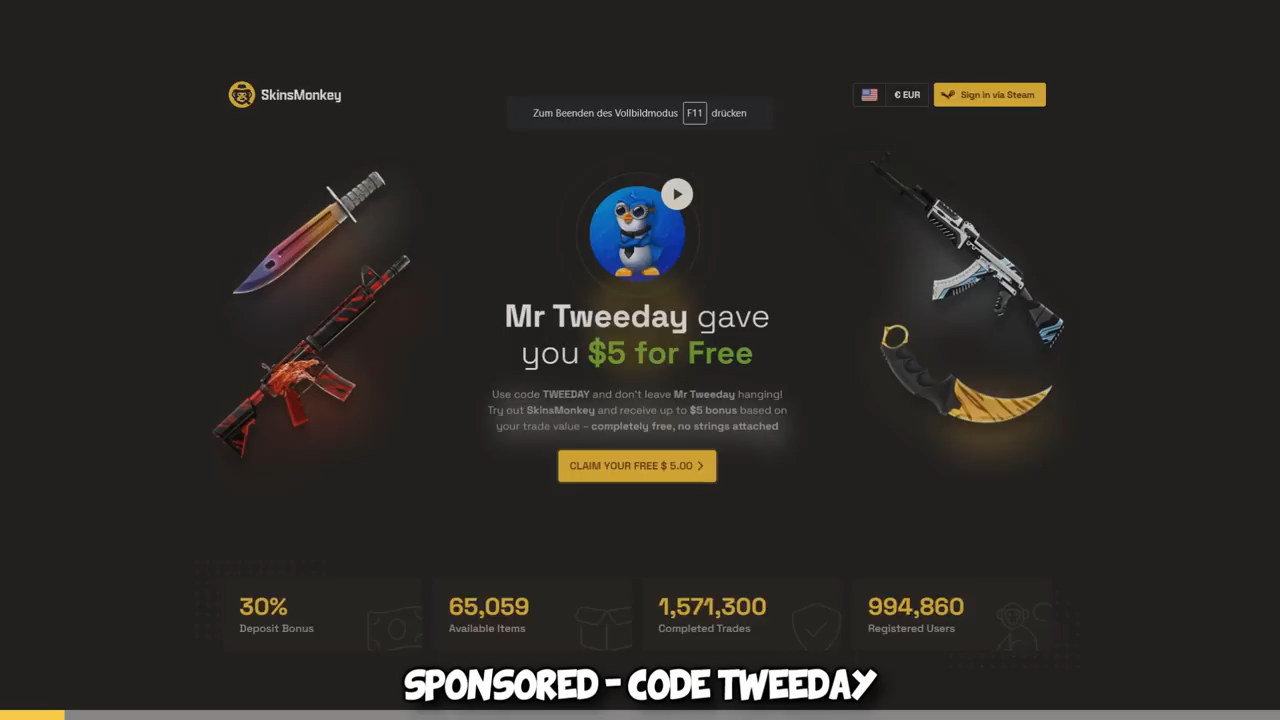 SkinsMonkey
€ EUR
Sign in via Steam
Zum Beenden des Vollbildmodus F11 drücken
Mr Tweeday gave
you $5 for Free
Use code TWEEDAY and don't leave Mr Tweeday hanging!
Try out SkinsMonkey and receive up to $5 bonus based on
your trade value – completely free, no strings attached
CLAIM YOUR FREE $ 5.00
30%
Deposit Bonus
65,059
Available Items
1,571,300
Completed Trades
994,860
Registered Users
SPONSORED - CODE TWEEDAY